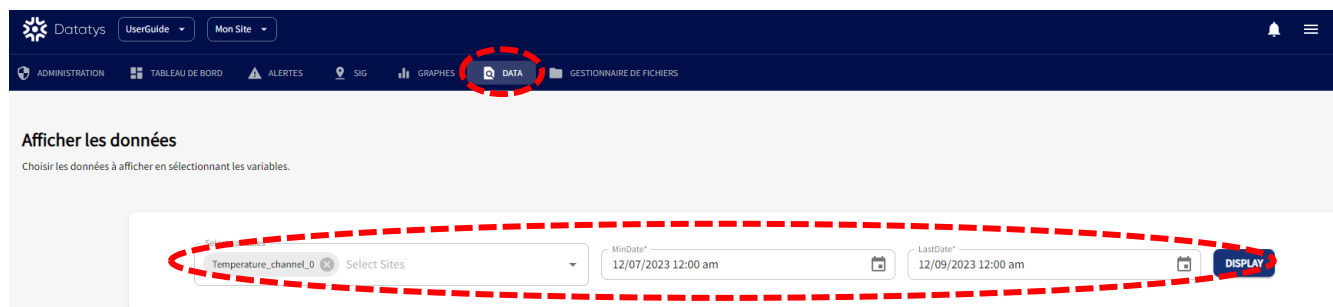 Datatys UserGuide Mon Site
ADMINISTRATION TABLEAU DE BORD ALERTES SIG GRAPHES DATA GESTIONNAIRE DE FICHIERS
Afficher les données
Choisir les données à afficher en sélectionnant les variables.
MinDate* LastDate*
Temperature_channel_0 Select Sites 12/07/2023 12:00 am 12/09/2023 12:00 am DISPLAY